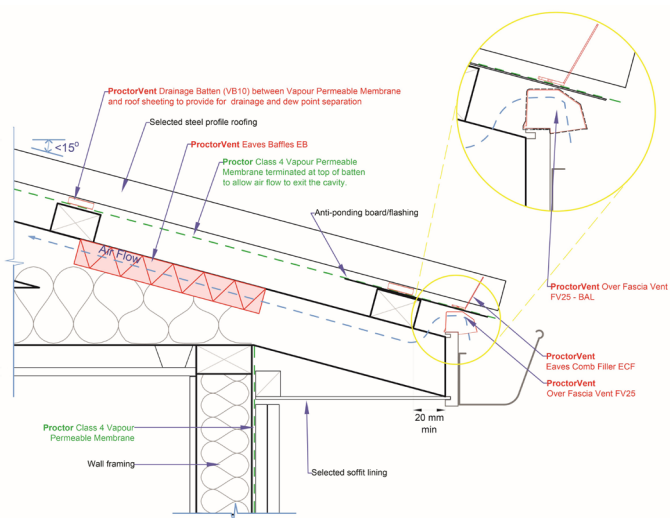 ProctorVent Drainage Batten (VB10) between Vapour Permeable Membrane
and roof sheeting to provide for drainage and dew point separation
Selected steel profile roofing
<15°
ProctorVent Eaves Baffles EB
Proctor Class 4 Vapour Permeable
Membrane terminated at top of batten
to allow air flow to exit the cavity.
Anti-ponding board/flashing
Air Flow
ProctorVent Over Fascia Vent
FV25 - BAL
ProctorVent
Eaves Comb Filler ECF
ProctorVent
Over Fascia Vent FV25
20 mm
min
Proctor Class 4 Vapour
Permeable Membrane
Wall framing
Selected soffit lining